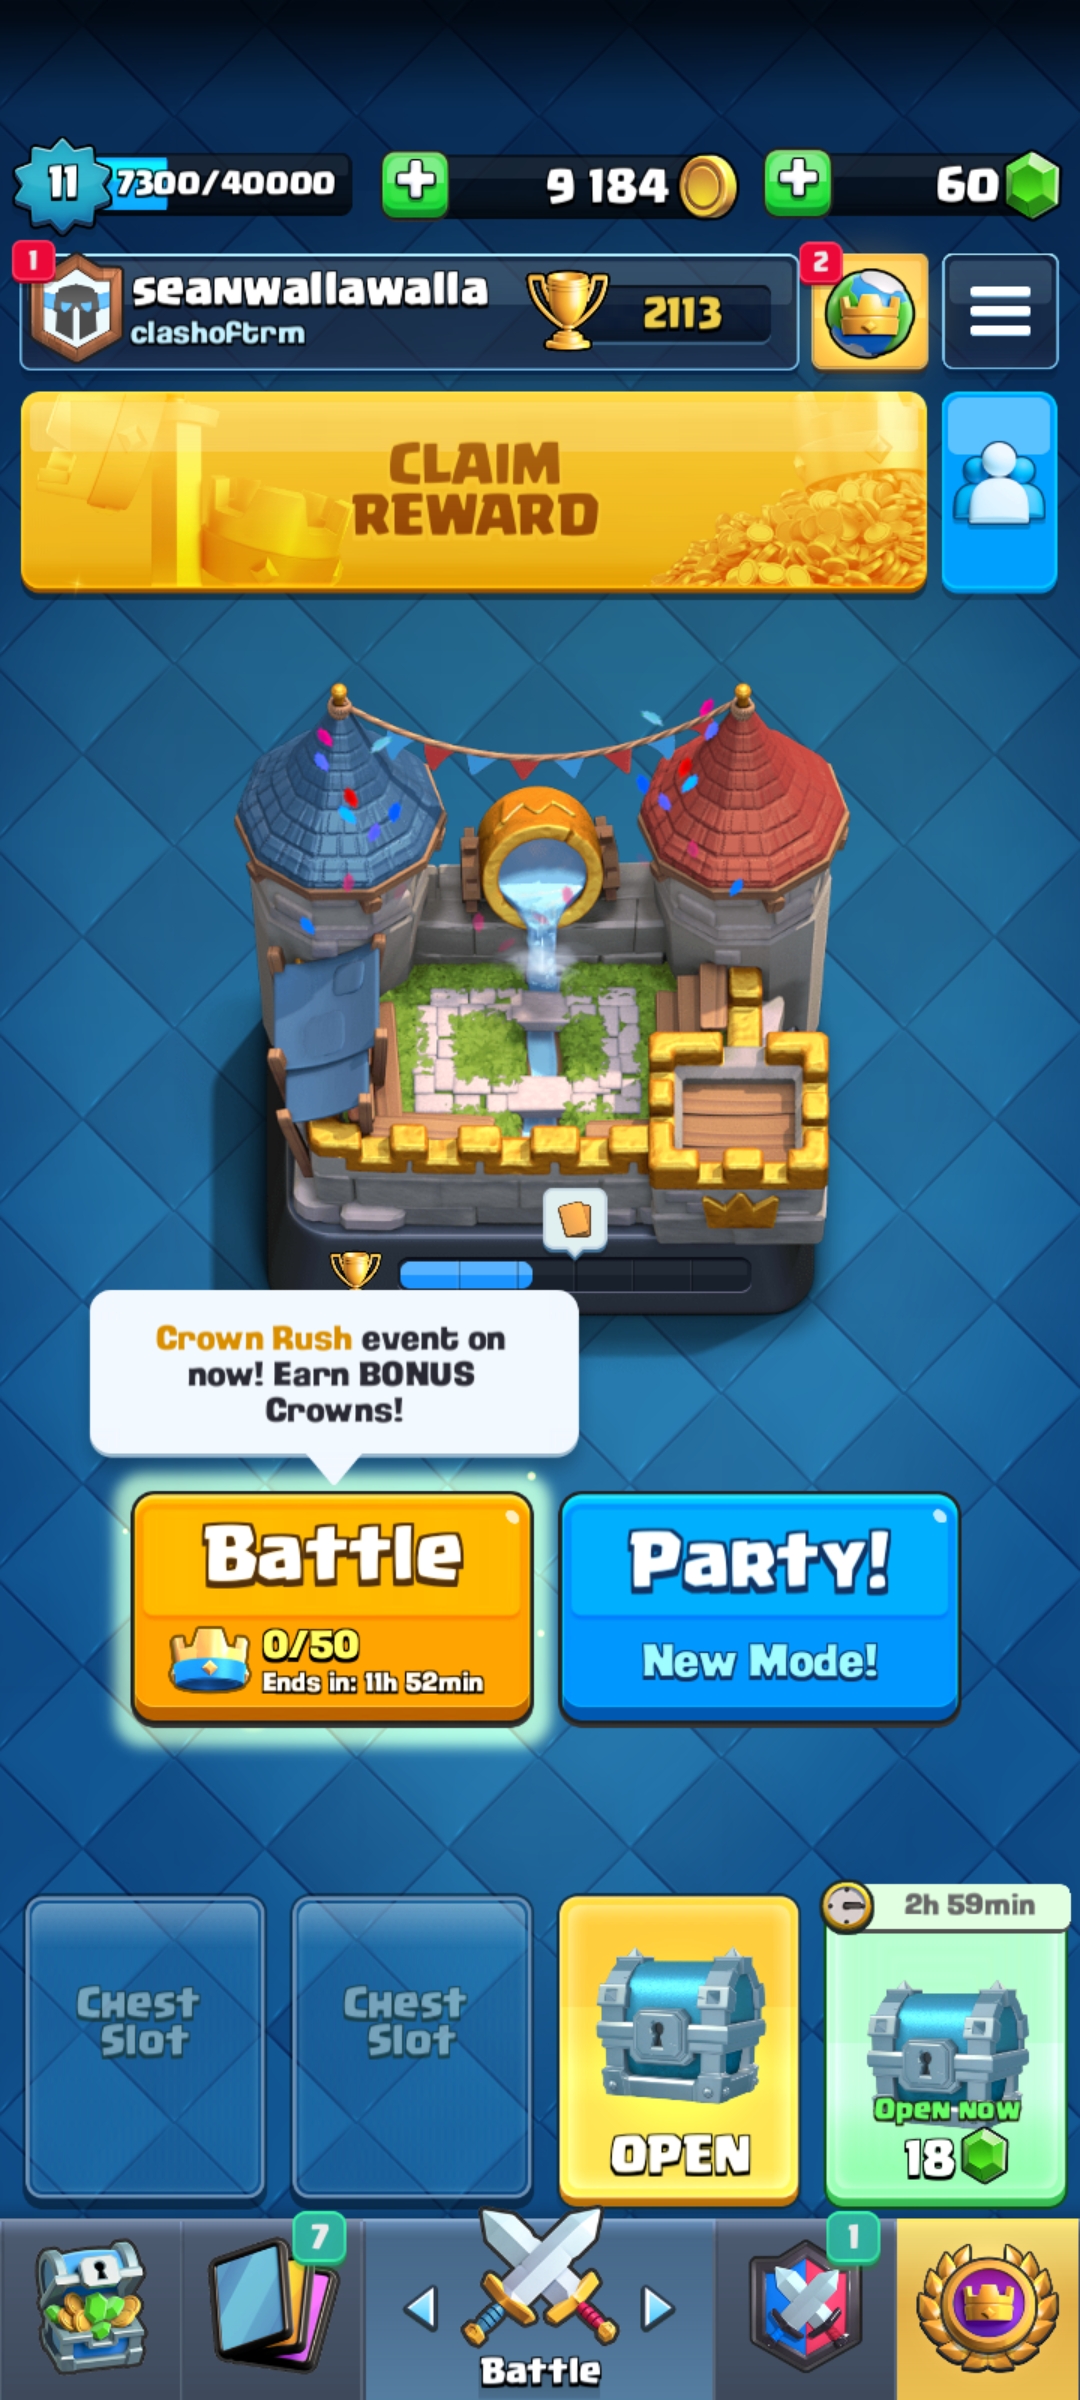 11
7300/40000
9 184
60
1
seanwallawalla
clashoftrm
2113
2
CLAIM
REWARD
Crown Rush event on
now! Earn BONUS
Crowns!
Battle
0/50
Ends in: 11h 52min
Party!
New Mode!
Chest
Slot
Chest
Slot
OPEN
2h 59min
Open now
18
7
Battle
1